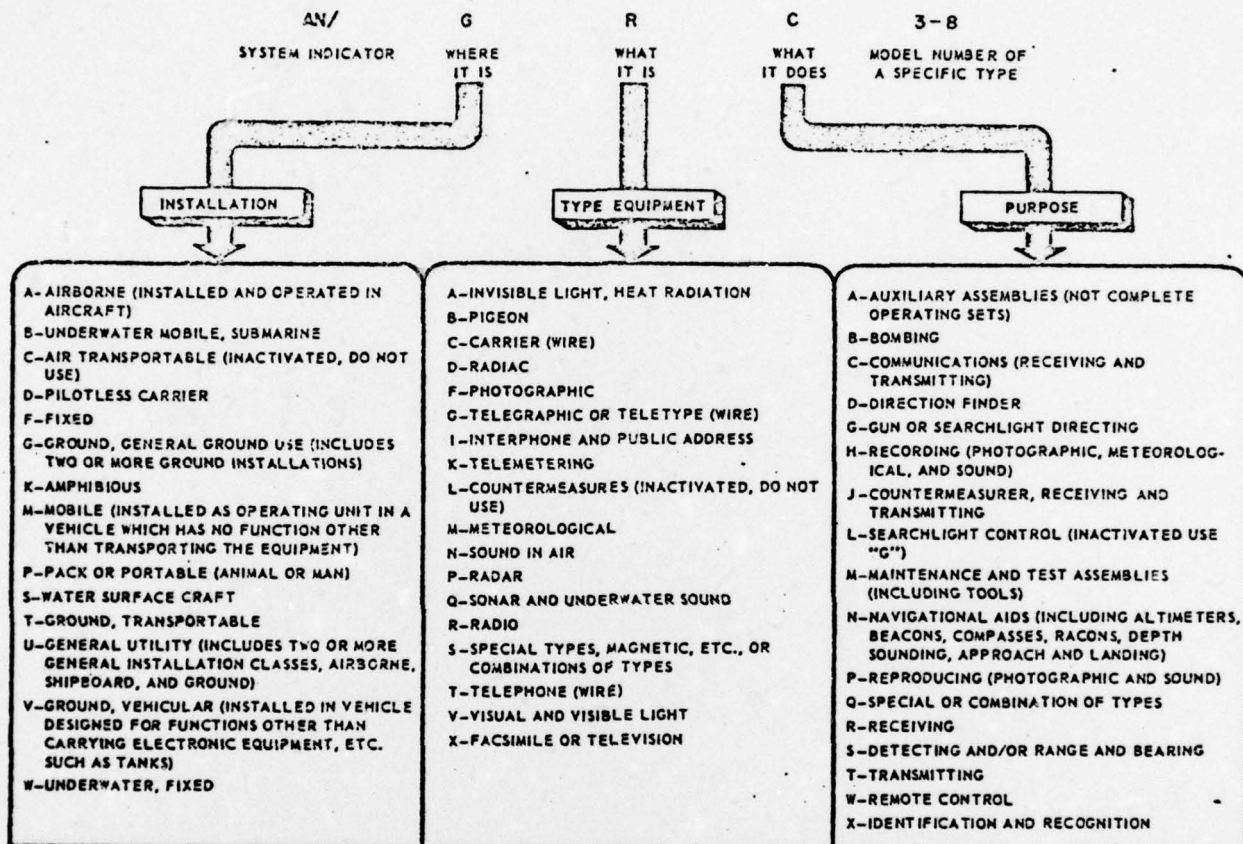 AN/ G R C 3-8
SYSTEM INDICATOR WHERE IT IS WHAT IT IS WHAT IT DOES MODEL NUMBER OF A SPECIFIC TYPE
INSTALLATION
A-AIRBORNE (INSTALLED AND OPERATED IN
AIRCRAFT)
B-UNDERWATER MOBILE, SUBMARINE
C-AIR TRANSPORTABLE (INACTIVATED, DO NOT
USE)
D-PILOTLESS CARRIER
F-FIXED
G-GROUND, GENERAL GROUND USE (INCLUDES
TWO OR MORE GROUND INSTALLATIONS)
K-AMPHIBIOUS
M-MOBILE (INSTALLED AS OPERATING UNIT IN A
VEHICLE WHICH HAS NO FUNCTION OTHER
THAN TRANSPORTING THE EQUIPMENT)
P-PACK OR PORTABLE (ANIMAL OR MAN)
S-WATER SURFACE CRAFT
T-GROUND, TRANSPORTABLE
U-GENERAL UTILITY (INCLUDES TWO OR MORE
GENERAL INSTALLATION CLASSES, AIRBORNE,
SHIPBOARD, AND GROUND)
V-GROUND, VEHICULAR (INSTALLED IN VEHICLE
DESIGNED FOR FUNCTIONS OTHER THAN
CARRYING ELECTRONIC EQUIPMENT, ETC.
SUCH AS TANKS)
W-UNDERWATER, FIXED
TYPE EQUIPMENT
A-INVISIBLE LIGHT, HEAT RADIATION
B-PIGEON
C-CARRIER (WIRE)
D-RADIAC
F-PHOTOGRAPHIC
G-TELEGRAPHIC OR TELETYPE (WIRE)
I-INTERPHONE AND PUBLIC ADDRESS
K-TELEMETERING
L-COUNTERMEASURES (INACTIVATED, DO NOT
USE)
M-METEOROLOGICAL
N-SOUND IN AIR
P-RADAR
Q-SONAR AND UNDERWATER SOUND
R-RADIO
S-SPECIAL TYPES, MAGNETIC, ETC., OR
COMBINATIONS OF TYPES
T-TELEPHONE (WIRE)
V-VISUAL AND VISIBLE LIGHT
X-FACSIMILE OR TELEVISION
PURPOSE
A-AUXILIARY ASSEMBLIES (NOT COMPLETE
OPERATING SETS)
B-BOMBING
C-COMMUNICATIONS (RECEIVING AND
TRANSMITTING)
D-DIRECTION FINDER
G-GUN OR SEARCHLIGHT DIRECTING
H-RECORDING (PHOTOGRAPHIC, METEOROLOG-
ICAL, AND SOUND)
J-COUNTERMEASURER, RECEIVING AND
TRANSMITTING
L-SEARCHLIGHT CONTROL (INACTIVATED USE
"G")
M-MAINTENANCE AND TEST ASSEMBLIES
(INCLUDING TOOLS)
N-NAVIGATIONAL AIDS (INCLUDING ALTIMETERS,
BEACONS, COMPASSES, RACONS, DEPTH
SOUNDING, APPROACH AND LANDING)
P-REPRODUCING (PHOTOGRAPHIC AND SOUND)
Q-SPECIAL OR COMBINATION OF TYPES
R-RECEIVING
S-DETECTING AND/OR RANGE AND BEARING
T-TRANSMITTING
W-REMOTE CONTROL
X-IDENTIFICATION AND RECOGNITION